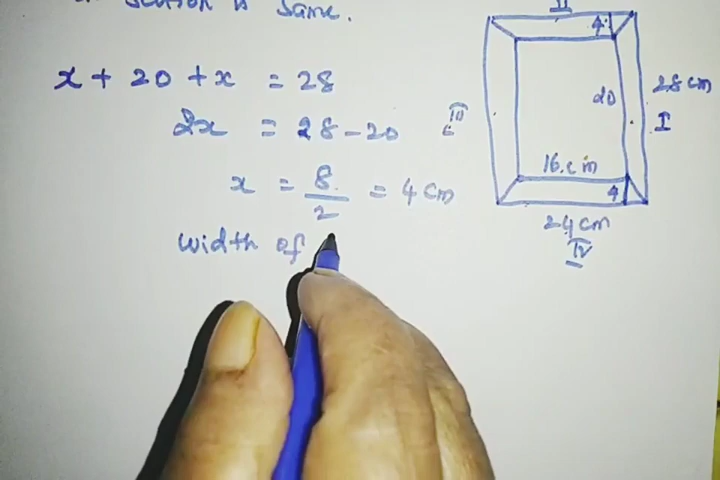 section is same.
x + 20 + x = 28
2x = 28 - 20
x = 8/2 = 4 cm
width of
II
4
28 cm
20
III
I
16 cm
4
24 cm
IV